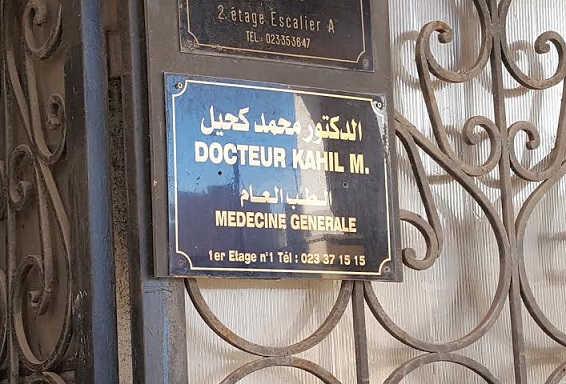 2. étage Escalier A
TEL: 023353647
الدكتور محمد كحيل
DOCTEUR KAHIL M.
الطب العام
MEDECINE GENERALE
1er Etage n°1 Tél : 023 37 15 15